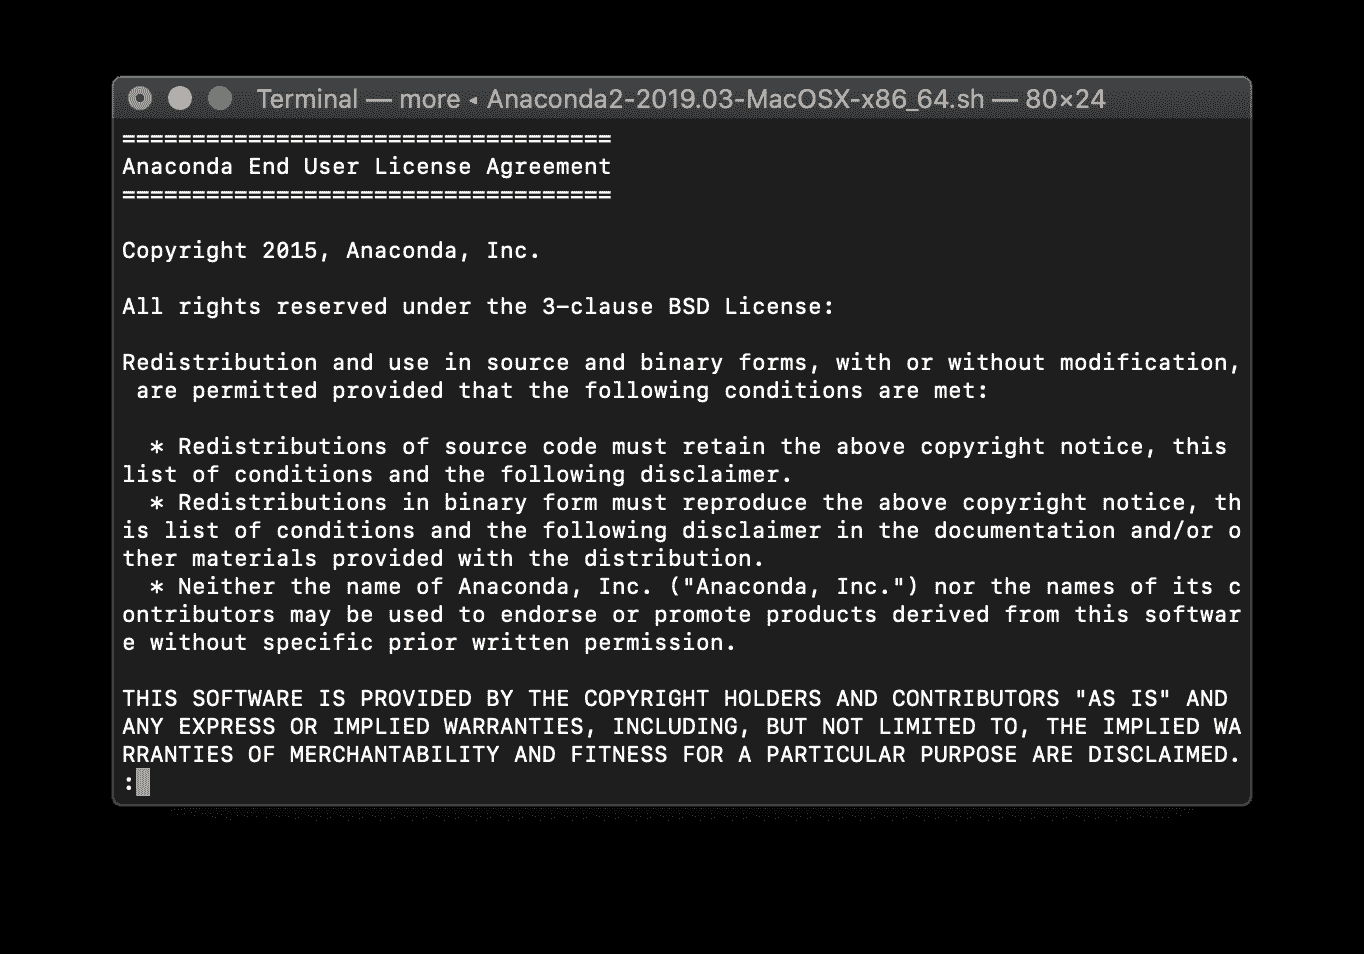 Terminal — more ◂ Anaconda2-2019.03-MacOSX-x86_64.sh — 80×24
===================================
Anaconda End User License Agreement
===================================
Copyright 2015, Anaconda, Inc.
All rights reserved under the 3-clause BSD License:
Redistribution and use in source and binary forms, with or without modification,
 are permitted provided that the following conditions are met:
  * Redistributions of source code must retain the above copyright notice, this
list of conditions and the following disclaimer.
  * Redistributions in binary form must reproduce the above copyright notice, th
is list of conditions and the following disclaimer in the documentation and/or o
ther materials provided with the distribution.
  * Neither the name of Anaconda, Inc. ("Anaconda, Inc.") nor the names of its c
ontributors may be used to endorse or promote products derived from this softwar
e without specific prior written permission.
THIS SOFTWARE IS PROVIDED BY THE COPYRIGHT HOLDERS AND CONTRIBUTORS "AS IS" AND
ANY EXPRESS OR IMPLIED WARRANTIES, INCLUDING, BUT NOT LIMITED TO, THE IMPLIED WA
RRANTIES OF MERCHANTABILITY AND FITNESS FOR A PARTICULAR PURPOSE ARE DISCLAIMED.
: